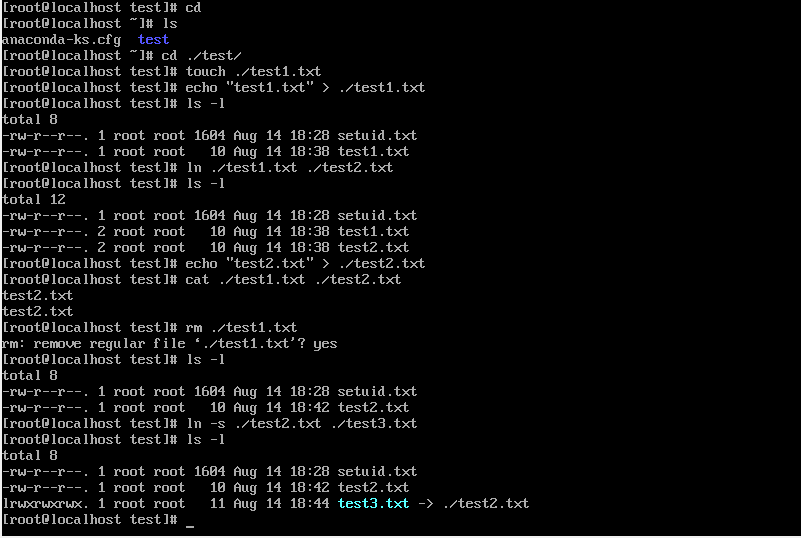 [root@localhost test]# cd
[root@localhost ~]# ls
anaconda-ks.cfg  test
[root@localhost ~]# cd ./test/
[root@localhost test]# touch ./test1.txt
[root@localhost test]# echo "test1.txt" > ./test1.txt
[root@localhost test]# ls -l
total 8
-rw-r--r--. 1 root root 1604 Aug 14 18:28 setuid.txt
-rw-r--r--. 1 root root   10 Aug 14 18:38 test1.txt
[root@localhost test]# ln ./test1.txt ./test2.txt
[root@localhost test]# ls -l
total 12
-rw-r--r--. 1 root root 1604 Aug 14 18:28 setuid.txt
-rw-r--r--. 2 root root   10 Aug 14 18:38 test1.txt
-rw-r--r--. 2 root root   10 Aug 14 18:38 test2.txt
[root@localhost test]# echo "test2.txt" > ./test2.txt
[root@localhost test]# cat ./test1.txt ./test2.txt
test2.txt
test2.txt
[root@localhost test]# rm ./test1.txt
rm: remove regular file ‘./test1.txt’? yes
[root@localhost test]# ls -l
total 8
-rw-r--r--. 1 root root 1604 Aug 14 18:28 setuid.txt
-rw-r--r--. 1 root root   10 Aug 14 18:42 test2.txt
[root@localhost test]# ln -s ./test2.txt ./test3.txt
[root@localhost test]# ls -l
total 8
-rw-r--r--. 1 root root 1604 Aug 14 18:28 setuid.txt
-rw-r--r--. 1 root root   10 Aug 14 18:42 test2.txt
lrwxrwxrwx. 1 root root   11 Aug 14 18:44 test3.txt -> ./test2.txt
[root@localhost test]# _